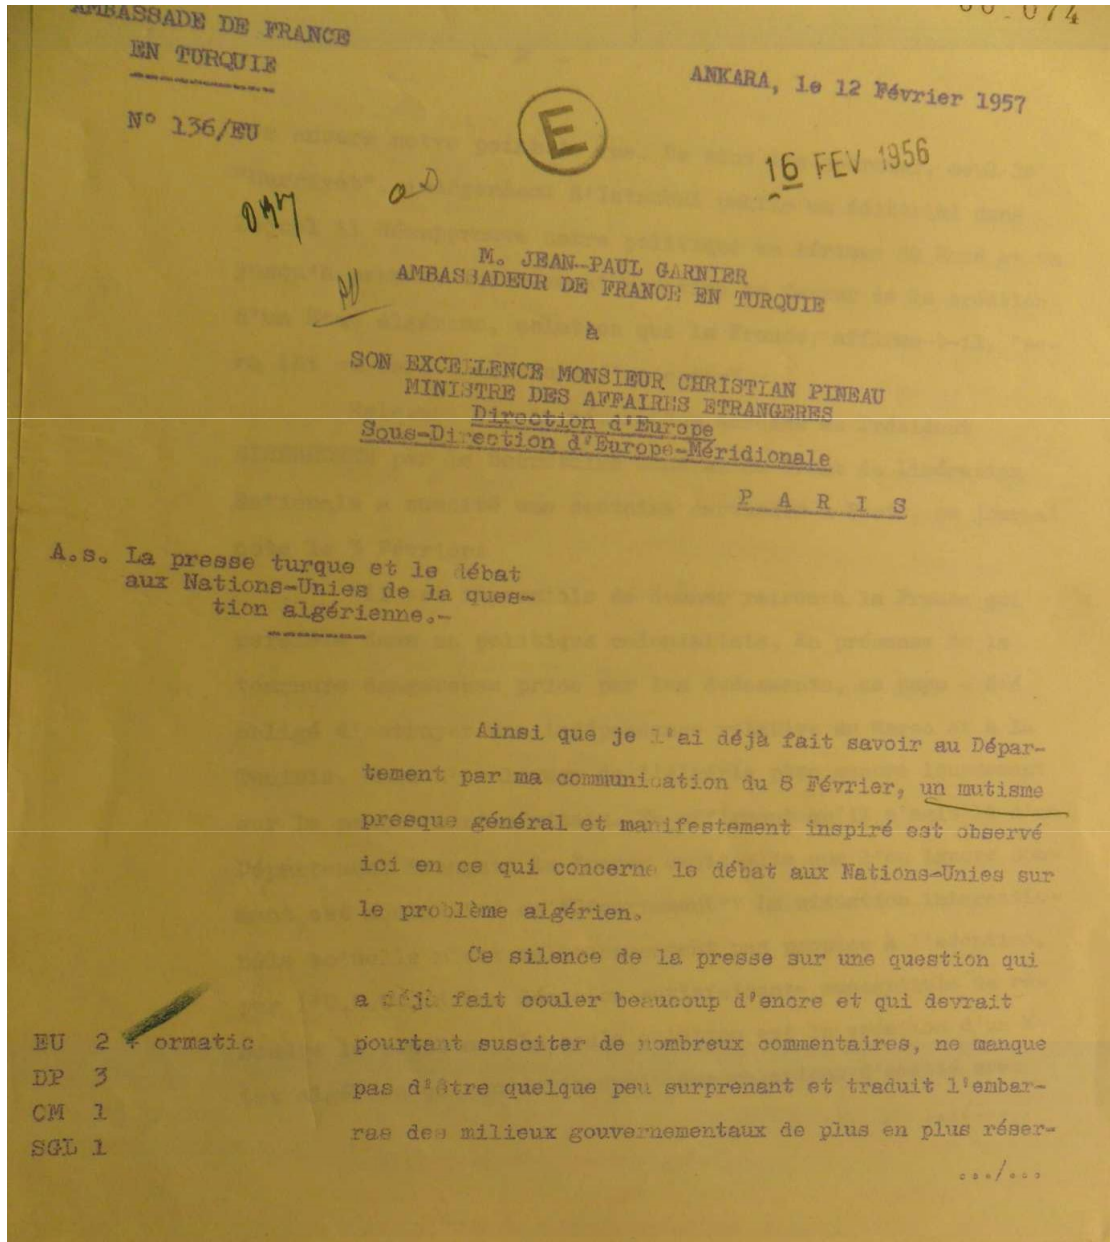 AMBASSADE DE FRANCE
EN TURQUIE
N° 136/EU
ANKARA, le 12 Février 1957
E
16 FEV 1956
M. JEAN-PAUL GARNIER
AMBASSADEUR DE FRANCE EN TURQUIE
à
SON EXCELLENCE MONSIEUR CHRISTIAN PINEAU
MINISTRE DES AFFAIRES ETRANGERES
Direction d'Europe
Sous-Direction d'Europe-Méridionale
P A R I S
A.s. La presse turque et le débat
aux Nations-Unies de la ques-
tion algérienne.-
Ainsi que je l'ai déjà fait savoir au Dépar-
tement par ma communication du 8 Février, un mutisme
presque général et manifestement inspiré est observé
ici en ce qui concerne le débat aux Nations-Unies sur
le problème algérien.
Ce silence de la presse sur une question qui
a déjà fait couler beaucoup d'encre et qui devrait
pourtant susciter de nombreux commentaires, ne manque
pas d'être quelque peu surprenant et traduit l'embar-
ras des milieux gouvernementaux de plus en plus réser-
.../...
EU 2 + ormatic
DP 3
CM 1
SGL 1